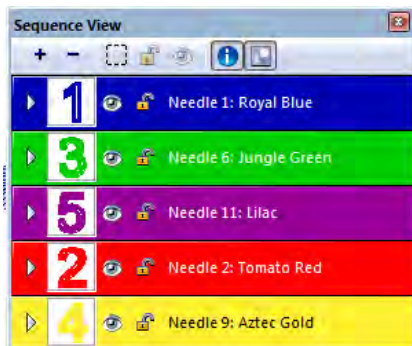 Sequence View
1 Needle 1: Royal Blue
3 Needle 6: Jungle Green
5 Needle 11: Lilac
2 Needle 2: Tomato Red
4 Needle 9: Aztec Gold